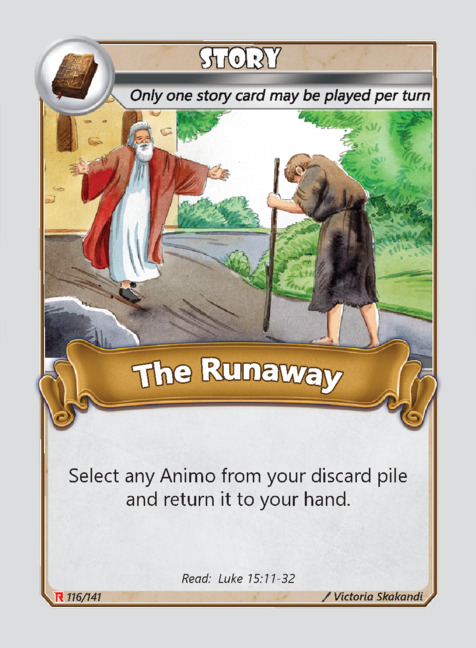 STORY
Only one story card may be played per turn
The Runaway
Select any Animo from your discard pile
and return it to your hand.
Read: Luke 15:11-32
R 116/141
Victoria Skakandi